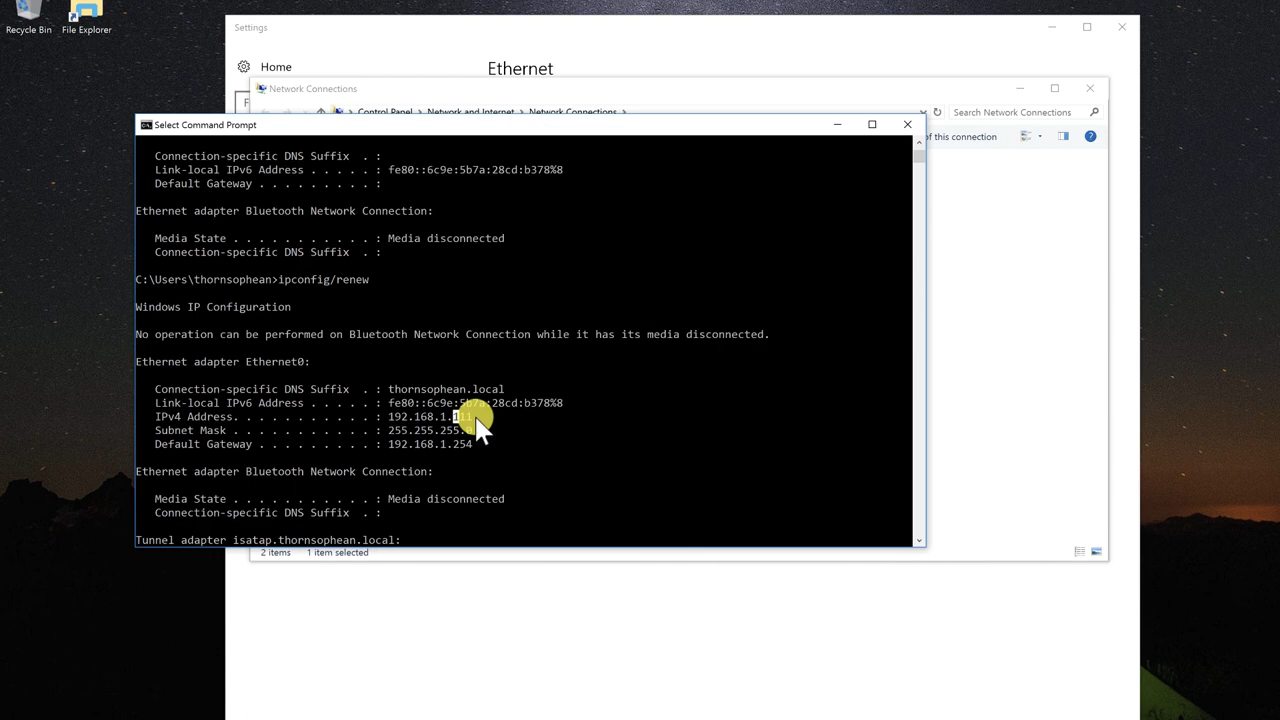 Recycle Bin
File Explorer
Settings
Home
Ethernet
F
Network Connections
Control Panel > Network and Internet > Network Connections >
Search Network Connections
of this connection
Select Command Prompt
Connection-specific DNS Suffix . :
Link-local IPv6 Address . . . . . : fe80::6c9e:5b7a:28cd:b378%8
Default Gateway . . . . . . . . . :
Ethernet adapter Bluetooth Network Connection:
Media State . . . . . . . . . . . : Media disconnected
Connection-specific DNS Suffix . :
C:\Users\thornsophean>ipconfig/renew
Windows IP Configuration
No operation can be performed on Bluetooth Network Connection while it has its media disconnected.
Ethernet adapter Ethernet0:
Connection-specific DNS Suffix . : thornsophean.local
Link-local IPv6 Address . . . . . : fe80::6c9e:5b7a:28cd:b378%8
IPv4 Address. . . . . . . . . . . : 192.168.1.111
Subnet Mask . . . . . . . . . . . : 255.255.255.0
Default Gateway . . . . . . . . . : 192.168.1.254
Ethernet adapter Bluetooth Network Connection:
Media State . . . . . . . . . . . : Media disconnected
Connection-specific DNS Suffix . :
Tunnel adapter isatap.thornsophean.local:
2 items 1 item selected